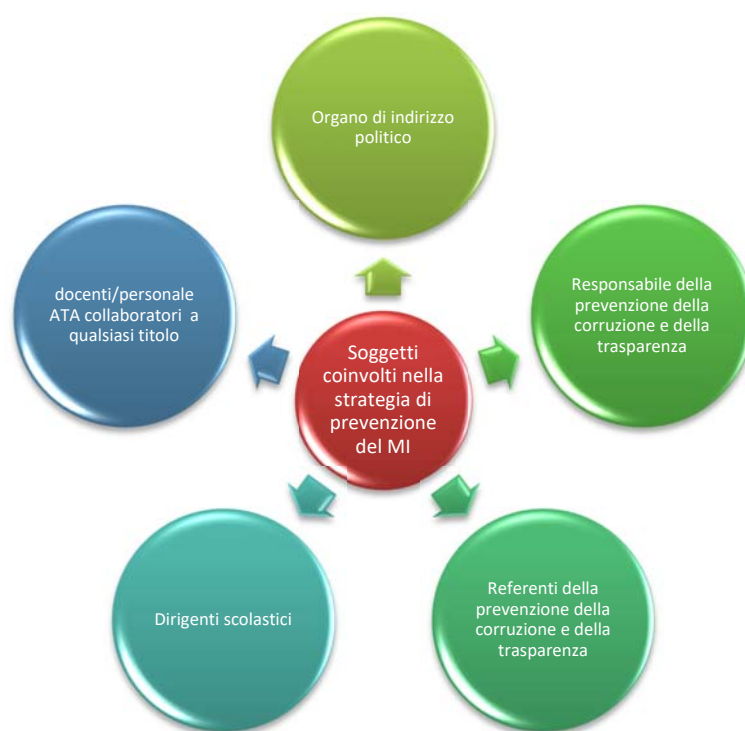 Organo di indirizzo
politico
docenti/personale
ATA collaboratori a
qualsiasi titolo
Responsabile della
prevenzione della
corruzione e della
trasparenza
Soggetti
coinvolti nella
strategia di
prevenzione
del MI
Dirigenti scolastici
Referenti della
prevenzione della
corruzione e della
trasparenza